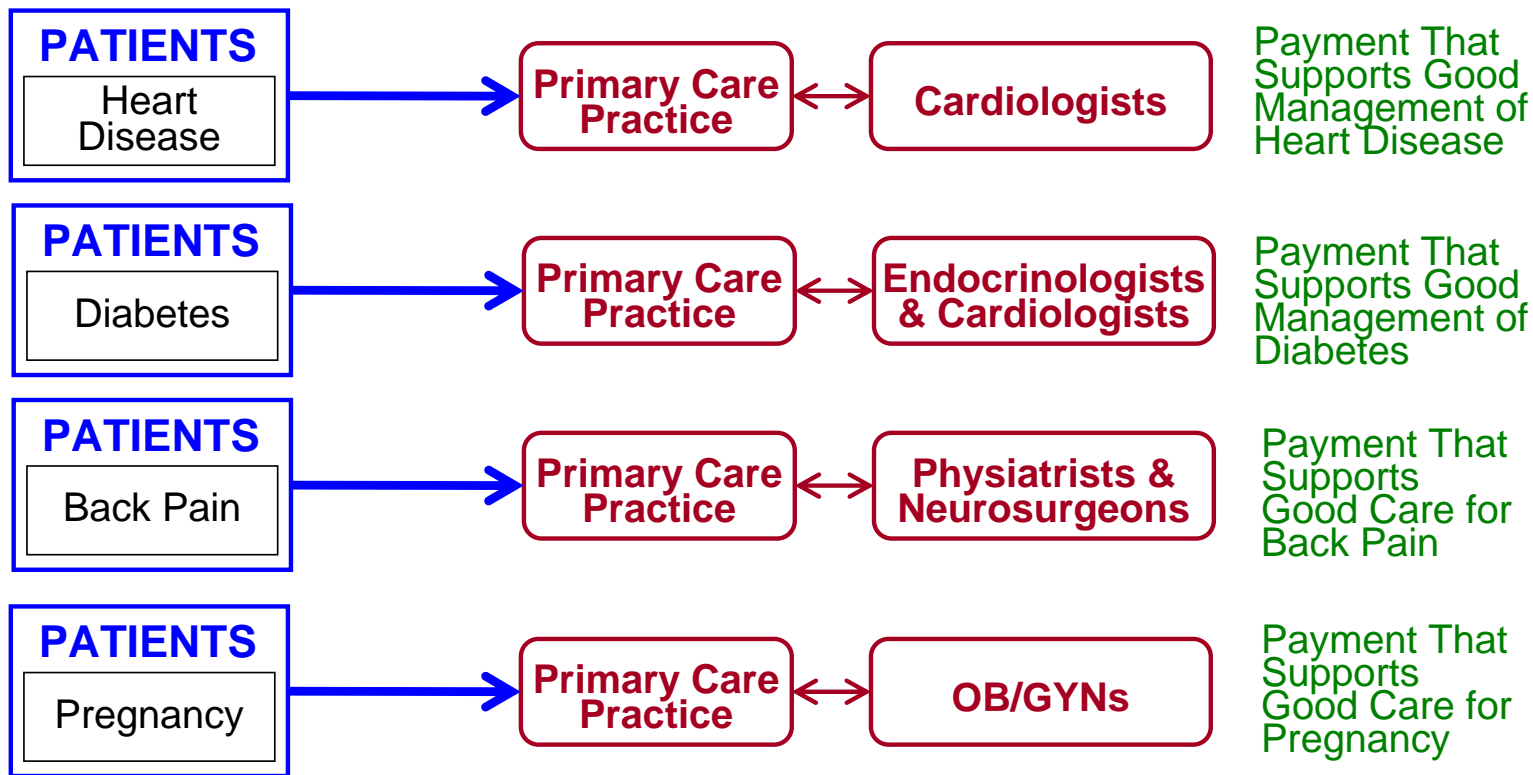 PATIENTS
Heart
Disease
Primary Care
Practice
Cardiologists
Payment That
Supports Good
Management of
Heart Disease
PATIENTS
Diabetes
Primary Care
Practice
Endocrinologists
& Cardiologists
Payment That
Supports Good
Management of
Diabetes
PATIENTS
Back Pain
Primary Care
Practice
Physiatrists &
Neurosurgeons
Payment That
Supports
Good Care for
Back Pain
PATIENTS
Pregnancy
Primary Care
Practice
OB/GYNs
Payment That
Supports
Good Care for
Pregnancy